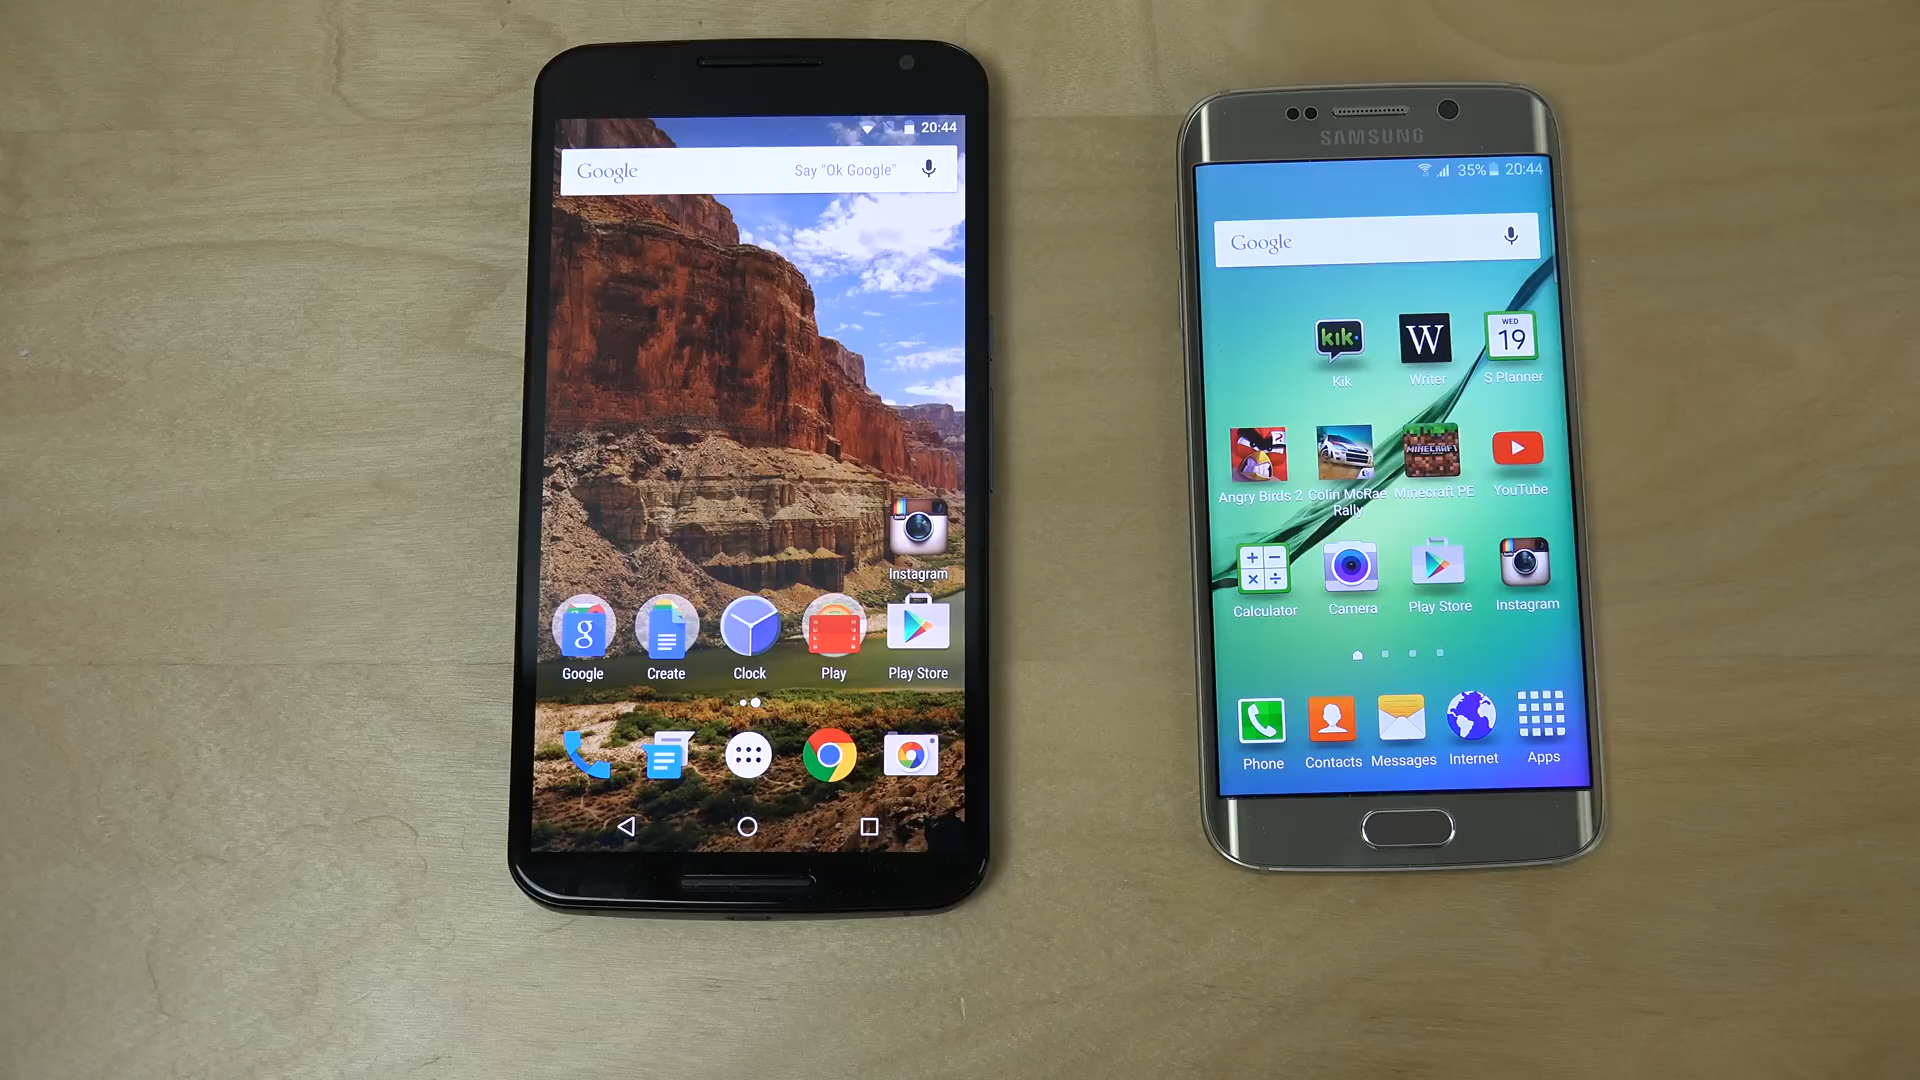 20:44
Google Say "Ok Google"
Instagram
g
Google Create Clock Play Play Store
SAMSUNG
35% 20:44
Google
kik
W
WED
19
Kik Writer S Planner
MINECRAFT
Angry Birds 2 Colin McRae Minecraft PE YouTube
Rally
Calculator Camera Play Store Instagram
Phone Contacts Messages Internet Apps